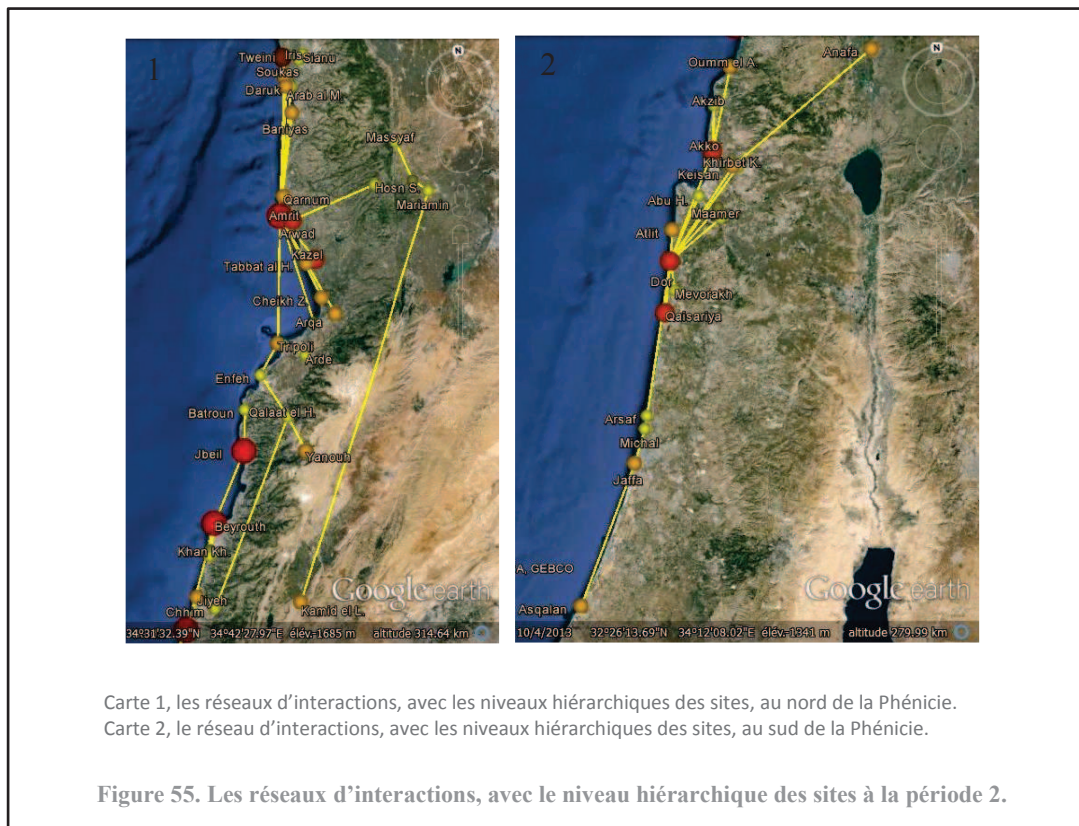 1
N
Tweini
Iris
Sianu
Soukas
Daruk
Arab al M.
Baniyas
Massyaf
Hosn S.
Mariamin
Qarnum
Amrit
Arwad
Kazel
Tabbat al H.
Cheikh Z.
Arqa
Tripoli
Arde
Enfeh
Batroun
Qalaat el H.
Jbeil
Yanouh
Beyrouth
Khan Kh.
Jiyeh
Chhim
Kamid el L.
Google earth
34°31'32.39"N 34°42'27.97"E élév.-1685 m altitude 314.64 km
2
N
Anafa
Oumm el A.
Akzib
Akko
Khirbet K.
Keisan
Abu H.
Maamer
Atlit
Dor
Mevorakh
Qaisariya
Arsaf
Michal
Jaffa
A, GEBCO
Asqalan
Google earth
10/4/2013 32°26'13.69"N 34°12'08.02"E élév.-1341 m altitude 279.99 km
Carte 1, les réseaux d’interactions, avec les niveaux hiérarchiques des sites, au nord de la Phénicie.
Carte 2, le réseau d’interactions, avec les niveaux hiérarchiques des sites, au sud de la Phénicie.
Figure 55. Les réseaux d’interactions, avec le niveau hiérarchique des sites à la période 2.